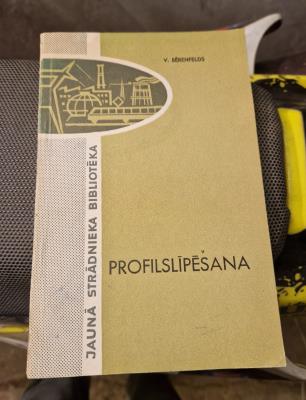 V. BĒRENFELDS
JAUNĀ STRĀDNIEKA BIBLIOTĒKA
PROFILSLĪPĒŠANA